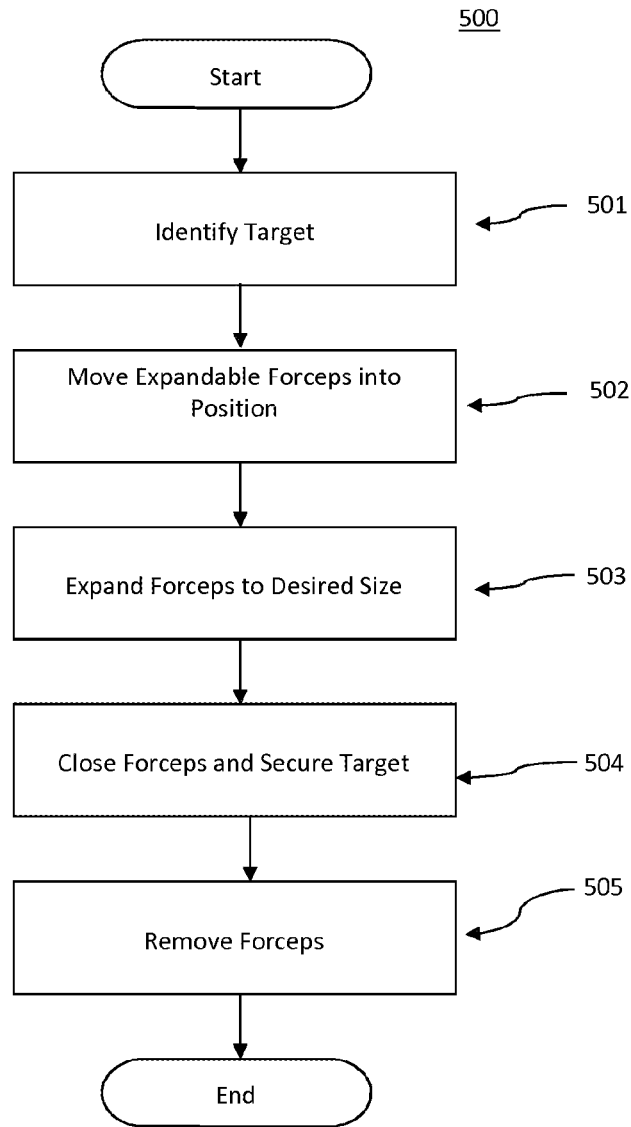 500
Start
Identify Target
501
Move Expandable Forceps into
Position
502
Expand Forceps to Desired Size
503
Close Forceps and Secure Target
504
505
Remove Forceps
End